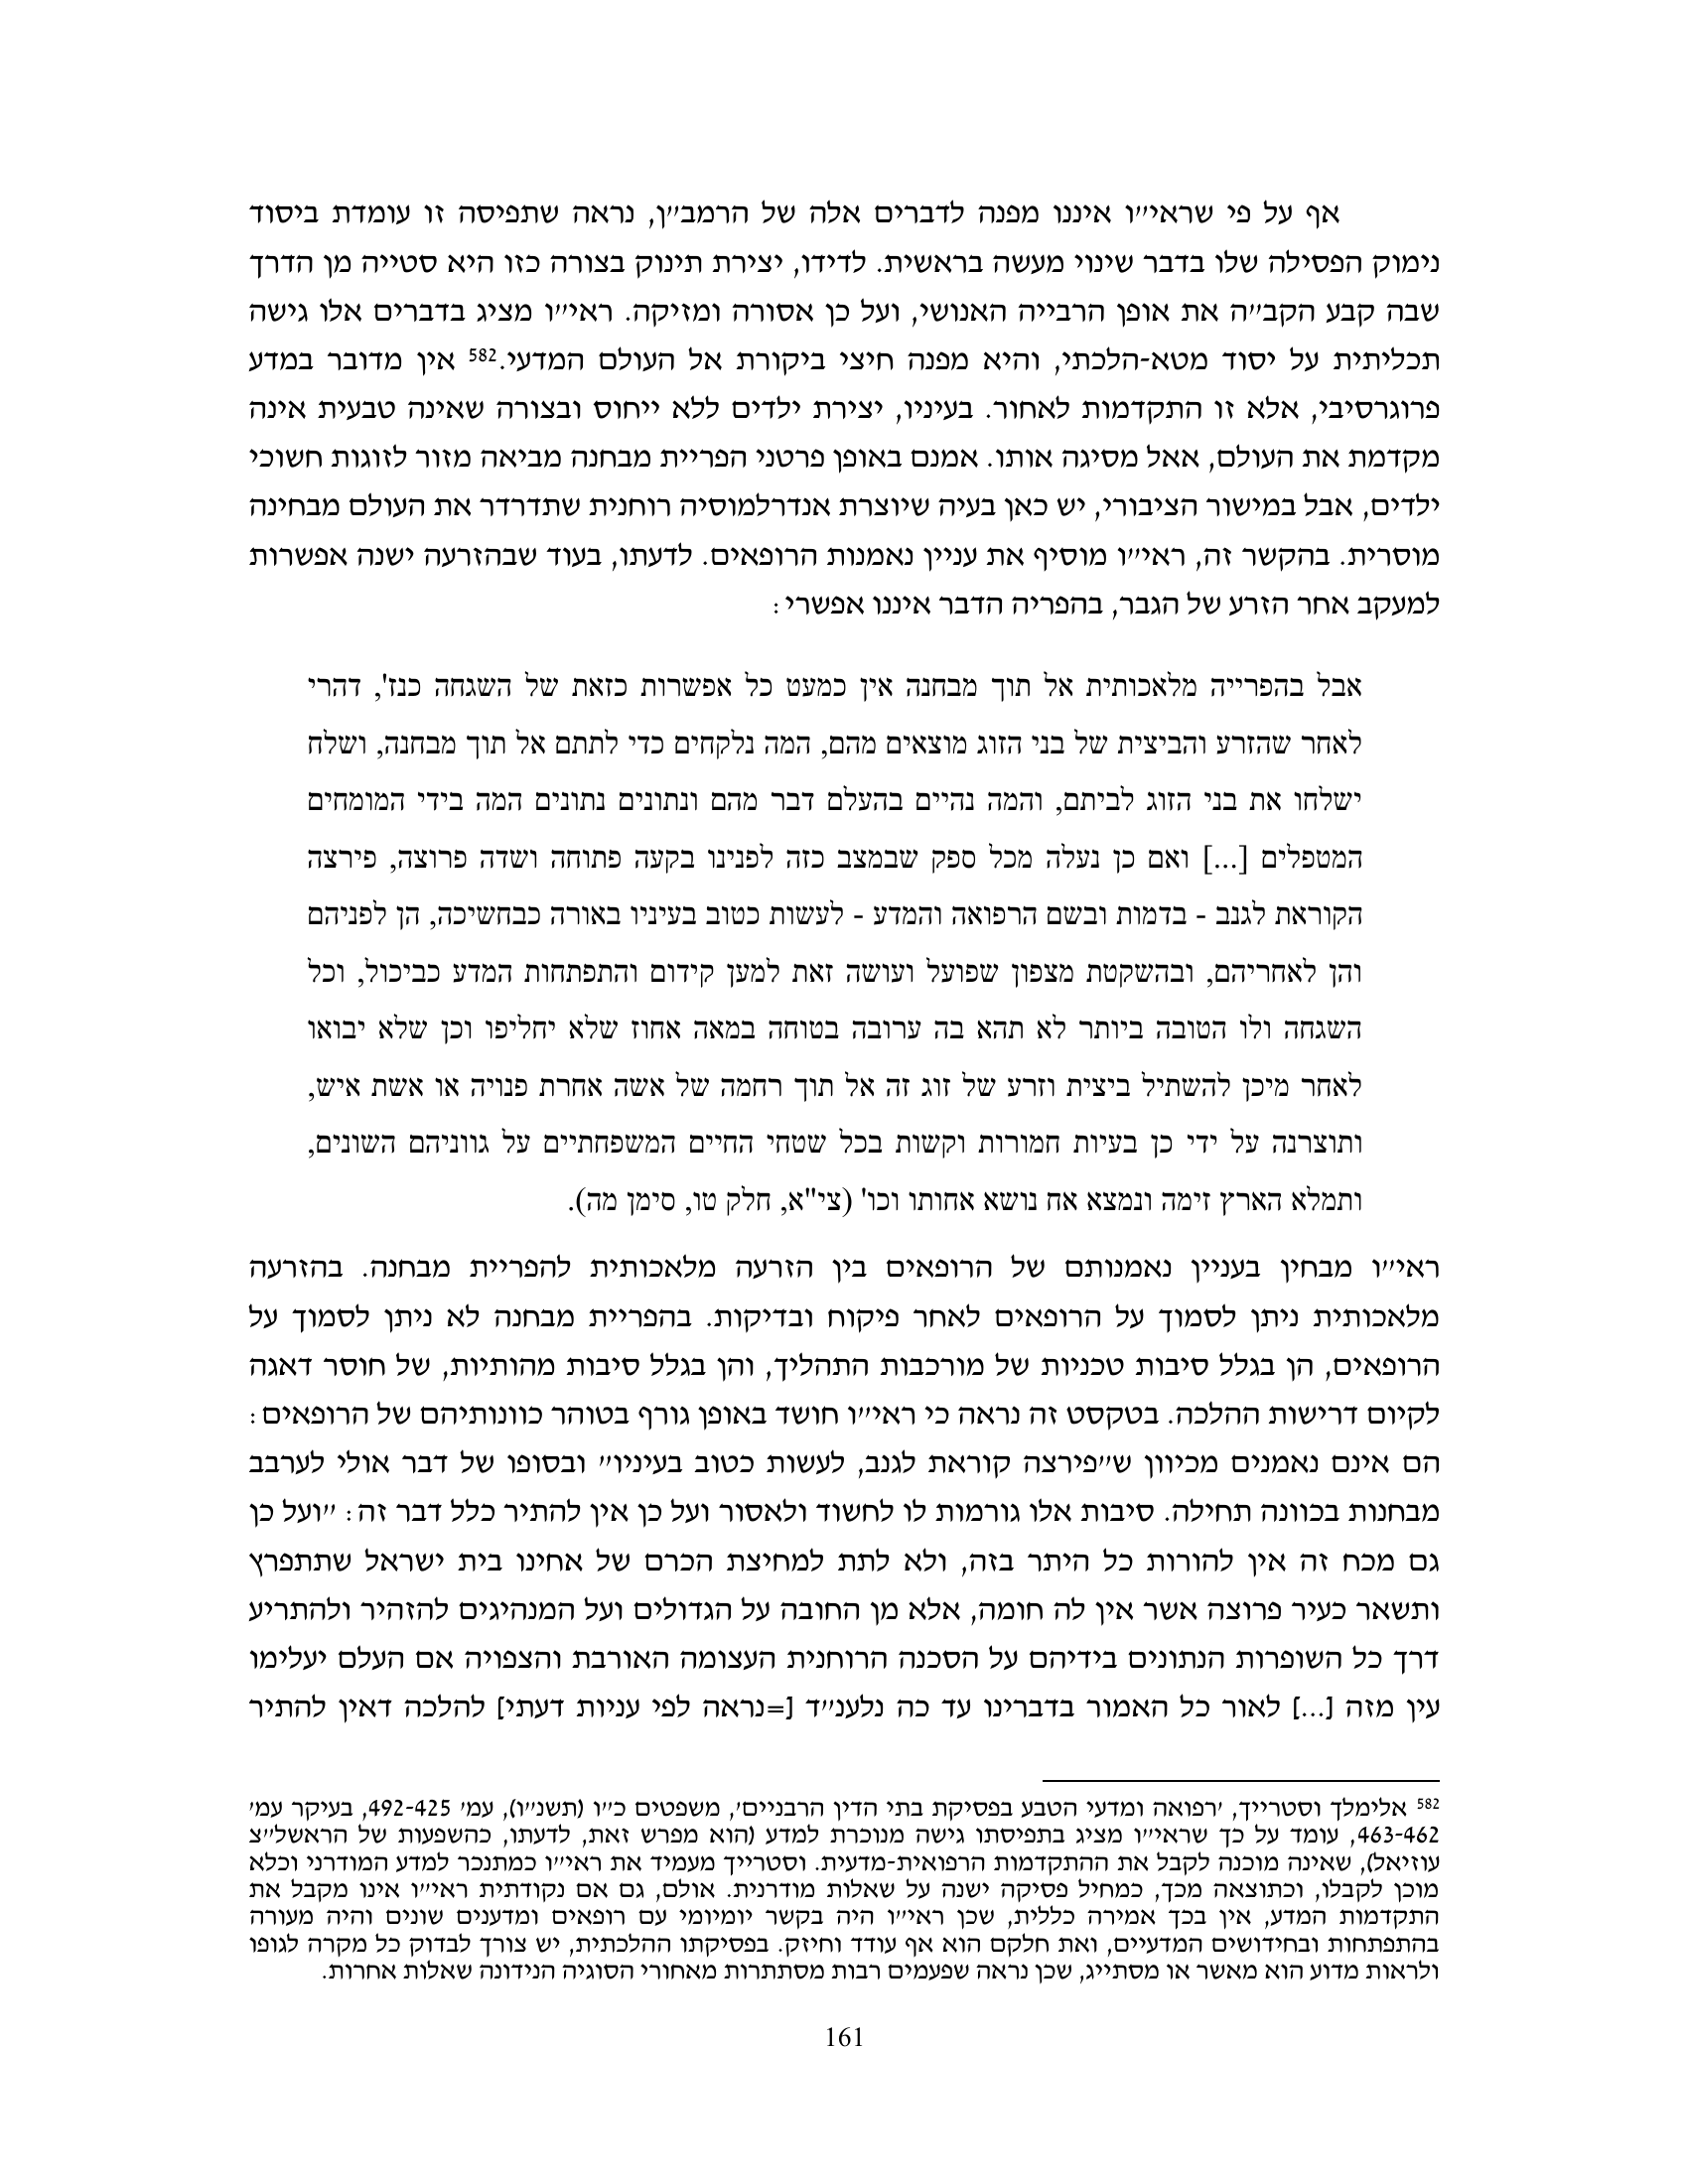 אף על פי שראי״ו איננו מפנה לדברים אלה של הרמב״ן, נראה שתפיסה זו עומדת ביסוד
נימוק הפסילה שלו בדבר שינוי מעשה בראשית. לדידו, יצירת תינוק בצורה כזו היא סטייה מן הדרך
שבה קבע הקב״ה את אופן הרבייה האנושי, ועל כן אסורה ומזיקה. ראי״ו מציג בדברים אלו גישה
תכליתית על יסוד מטא-הלכתי, והיא מפנה חיצי ביקורת אל העולם המדעי.582 אין מדובר במדע
פרוגרסיבי, אלא זו התקדמות לאחור. בעיניו, יצירת ילדים ללא ייחוס ובצורה שאינה טבעית אינה
מקדמת את העולם, אאל מסיגה אותו. אמנם באופן פרטני הפריית מבחנה מביאה מזור לזוגות חשוכי
ילדים, אבל במישור הציבורי, יש כאן בעיה שיוצרת אנדרלמוסיה רוחנית שתדרדר את העולם מבחינה
מוסרית. בהקשר זה, ראי״ו מוסיף את עניין נאמנות הרופאים. לדעתו, בעוד שבהזרעה ישנה אפשרות
למעקב אחר הזרע של הגבר, בהפריה הדבר איננו אפשרי:
אבל בהפרייה מלאכותית אל תוך מבחנה אין כמעט כל אפשרות כזאת של השגחה כנז', דהרי
לאחר שהזרע והביצית של בני הזוג מוצאים מהם, המה נלקחים כדי לתתם אל תוך מבחנה, ושלח
ישלחו את בני הזוג לביתם, והמה נהיים בהעלם דבר מהם ונתונים נתונים המה בידי המומחים
המטפלים [...] ואם כן נעלה מכל ספק שבמצב כזה לפנינו בקעה פתוחה ושדה פרוצה, פירצה
הקוראת לגנב - בדמות ובשם הרפואה והמדע - לעשות כטוב בעיניו באורה כבחשיכה, הן לפניהם
והן לאחריהם, ובהשקטת מצפון שפועל ועושה זאת למען קידום והתפתחות המדע כביכול, וכל
השגחה ולו הטובה ביותר לא תהא בה ערובה בטוחה במאה אחוז שלא יחליפו וכן שלא יבואו
לאחר מיכן להשתיל ביצית וזרע של זוג זה אל תוך רחמה של אשה אחרת פנויה או אשת איש,
ותוצרנה על ידי כן בעיות חמורות וקשות בכל שטחי החיים המשפחתיים על גווניהם השונים,
ותמלא הארץ זימה ונמצא אח נושא אחותו וכו' (צי"א, חלק טו, סימן מה).
ראי״ו מבחין בעניין נאמנותם של הרופאים בין הזרעה מלאכותית להפריית מבחנה. בהזרעה
מלאכותית ניתן לסמוך על הרופאים לאחר פיקוח ובדיקות. בהפריית מבחנה לא ניתן לסמוך על
הרופאים, הן בגלל סיבות טכניות של מורכבות התהליך, והן בגלל סיבות מהותיות, של חוסר דאגה
לקיום דרישות ההלכה. בטקסט זה נראה כי ראי״ו חושד באופן גורף בטוהר כוונותיהם של הרופאים:
הם אינם נאמנים מכיוון ש״פירצה קוראת לגנב, לעשות כטוב בעיניו״ ובסופו של דבר אולי לערבב
מבחנות בכוונה תחילה. סיבות אלו גורמות לו לחשוד ולאסור ועל כן אין להתיר כלל דבר זה: ״ועל כן
גם מכח זה אין להורות כל היתר בזה, ולא לתת למחיצת הכרם של אחינו בית ישראל שתתפרץ
ותשאר כעיר פרוצה אשר אין לה חומה, אלא מן החובה על הגדולים ועל המנהיגים להזהיר ולהתריע
דרך כל השופרות הנתונים בידיהם על הסכנה הרוחנית העצומה האורבת והצפויה אם העלם יעלימו
עין מזה [...] לאור כל האמור בדברינו עד כה נלענ״ד [=נראה לפי עניות דעתי] להלכה דאין להתיר
582 אלימלך וסטרייך, ׳רפואה ומדעי הטבע בפסיקת בתי הדין הרבניים׳, משפטים כ״ו (תשנ״ו), עמ׳ 492-425, בעיקר עמ׳
463-462, עומד על כך שראי״ו מציג בתפיסתו גישה מנוכרת למדע (הוא מפרש זאת, לדעתו, כהשפעות של הראשל״צ
עוזיאל), שאינה מוכנה לקבל את ההתקדמות הרפואית-מדעית. וסטרייך מעמיד את ראי״ו כמתנכר למדע המודרני וכלא
מוכן לקבלו, וכתוצאה מכך, כמחיל פסיקה ישנה על שאלות מודרנית. אולם, גם אם נקודתית ראי״ו אינו מקבל את
התקדמות המדע, אין בכך אמירה כללית, שכן ראי״ו היה בקשר יומיומי עם רופאים ומדענים שונים והיה מעורה
בהתפתחות ובחידושים המדעיים, ואת חלקם הוא אף עודד וחיזק. בפסיקתו ההלכתית, יש צורך לבדוק כל מקרה לגופו
ולראות מדוע הוא מאשר או מסתייג, שכן נראה שפעמים רבות מסתתרות מאחורי הסוגיה הנידונה שאלות אחרות.
161